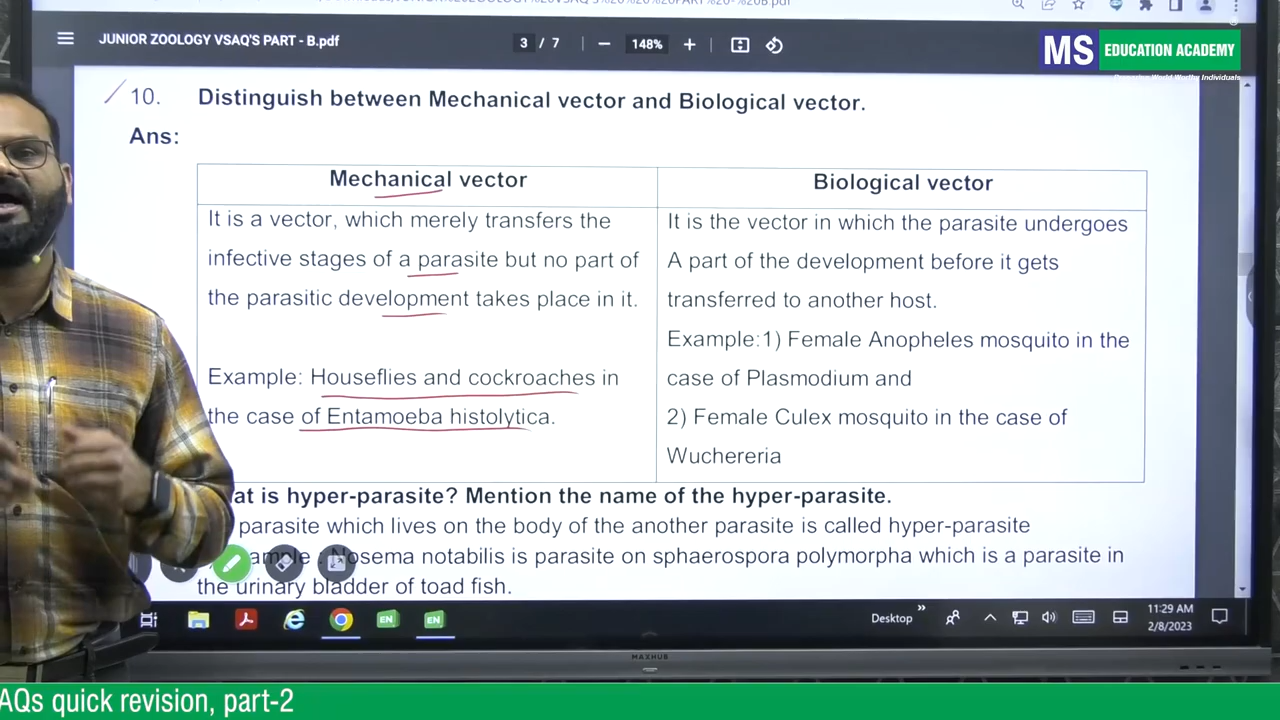 JUNIOR ZOOLOGY VSAQ'S PART - B.pdf
3 / 7
148%
MS EDUCATION ACADEMY
10. Distinguish between Mechanical vector and Biological vector.
Ans:
Mechanical vector
It is a vector, which merely transfers the
infective stages of a parasite but no part of
the parasitic development takes place in it.
Example: Houseflies and cockroaches in
the case of Entamoeba histolytica.
Biological vector
It is the vector in which the parasite undergoes
A part of the development before it gets
transferred to another host.
Example:1) Female Anopheles mosquito in the
case of Plasmodium and
2) Female Culex mosquito in the case of
Wuchereria
is hyper-parasite? Mention the name of the hyper-parasite.
parasite which lives on the body of the another parasite is called hyper-parasite
Nosema notabilis is parasite on sphaerospora polymorpha which is a parasite in
the urinary bladder of toad fish.
EN
EN
Desktop
11:29 AM
2/8/2023
MAXHUB
AQs quick revision, part-2